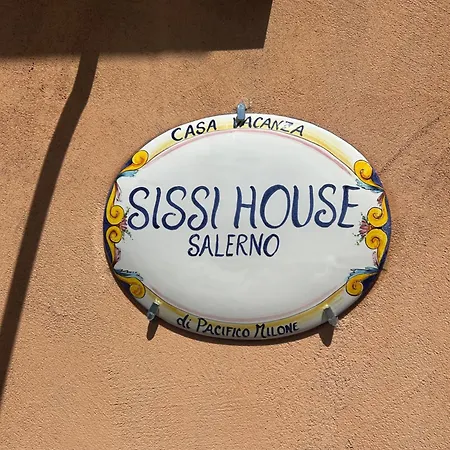 CASA VACANZA
SISSI HOUSE
SALERNO
di PACIFICO MILONE